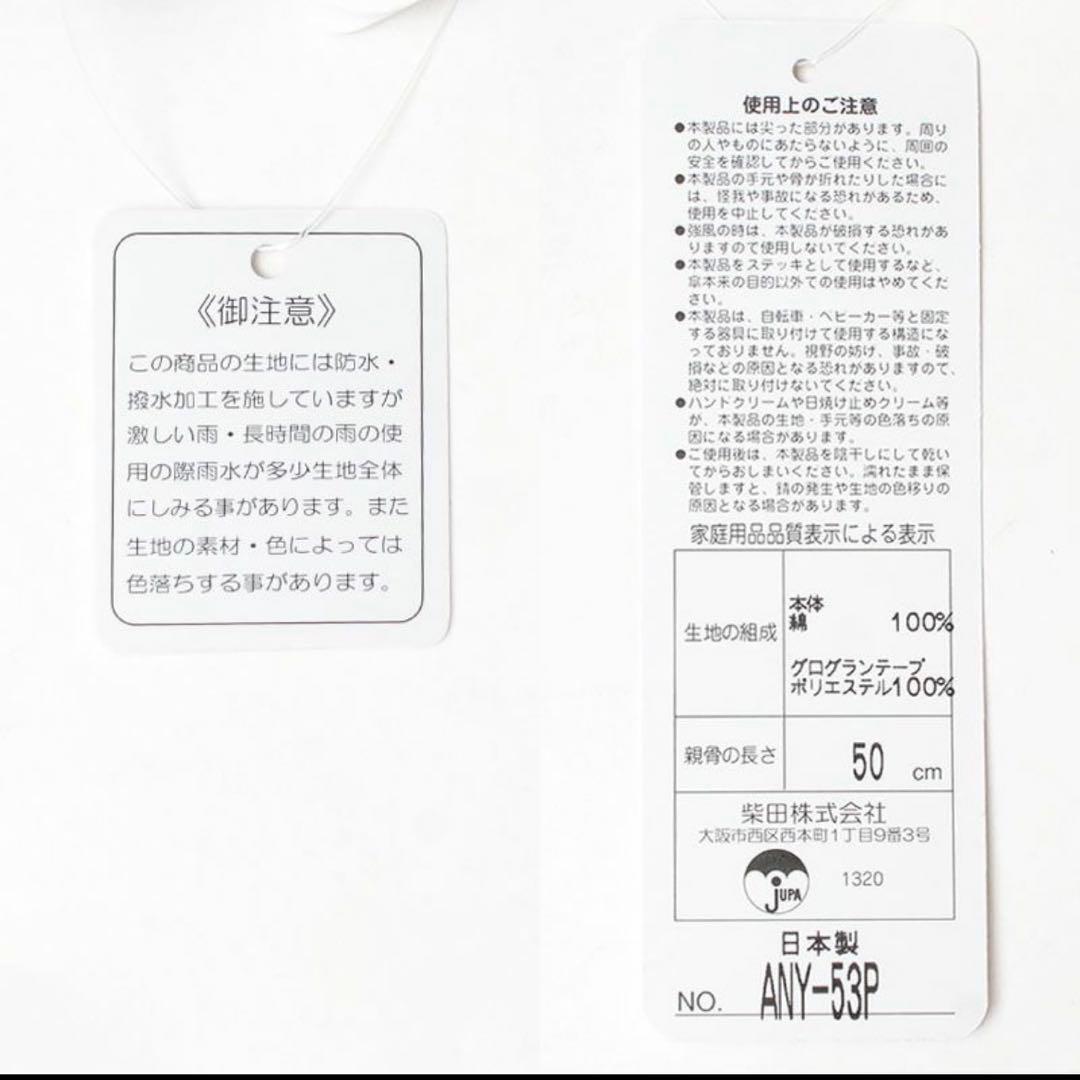 《御注意》
この商品の生地には防水・
撥水加工を施していますが
激しい雨・長時間の雨の使
用の際雨水が多少生地全体
にしみる事があります。また
生地の素材・色によっては
色落ちする事があります。
使用上のご注意
●本製品には尖った部分があります。周り
の人やものにあたらないように、周囲の
安全を確認してからご使用ください。
●本製品の手元や骨が折れたりした場合に
は、怪我や事故になる恐れがあるため、
使用を中止してください。
●強風の時は、本製品が破損する恐れがあ
りますので使用しないでください。
●本製品をステッキとして使用するなど、
傘本来の目的以外での使用はやめてくだ
さい。
●本製品は、自転車・ベビーカー等と固定
する器具に取り付けて使用する構造にな
っておりません。視野の妨げ、事故・破
損などの原因となる恐れがありますので、
絶対に取り付けないでください。
●ハンドクリームや日焼け止めクリーム等
が、本製品の生地・手元等の色落ちの原
因になる場合があります。
●ご使用後は、本製品を陰干しにして乾い
てからおしまいください。濡れたまま保
管しますと、錆の発生や生地の色移りの
原因となる場合があります。
家庭用品品質表示による表示
生地の組成
本体
綿 100%
グログランテープ
ポリエステル100%
親骨の長さ 50 cm
柴田株式会社
大阪市西区西本町1丁目9番3号
JUPA 1320
日本製
NO. ANY-53P